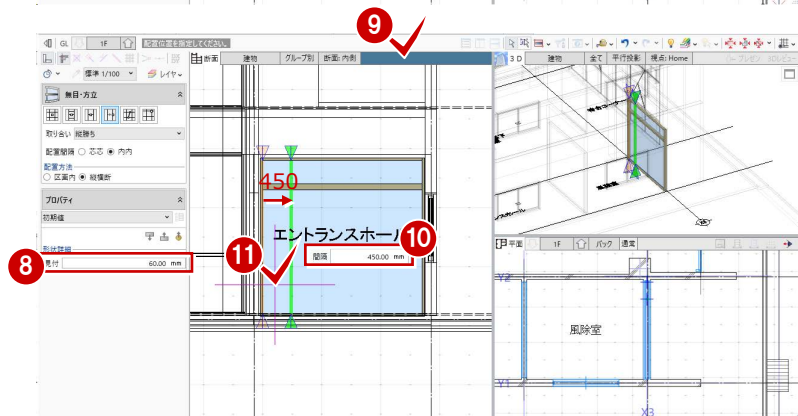 9
GL 1F 配置位置を指定してください。
標準 1/100 レイヤ
断面 建物 グループ別 断面: 内側
3D 建物 全て 平行投影 視点: Home
無目・方立
取り合い 縦勝ち
配置間隔 芯芯 内内
配置方法
区画内 縦横断
プロパティ
初期値
形状詳細
8
見付 60.00 mm
450
エントランスホール
10
11
間隔 450.00 mm
風除室
平面 1F バック 通常
Y2
風除室
Y1
X3